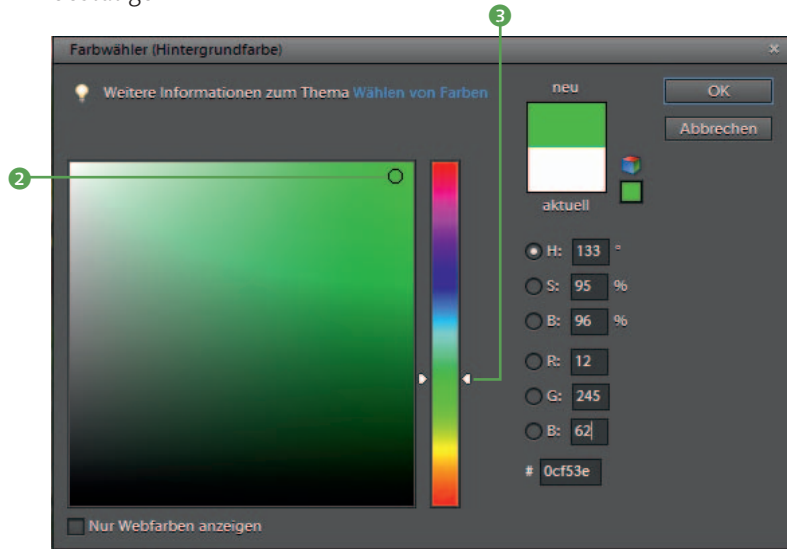 3
Farbwähler (Hintergrundfarbe) ×
Weitere Informationen zum Thema Wählen von Farben
neu
OK
Abbrechen
2
aktuell
H: 133 °
S: 95 %
B: 96 %
R: 12
G: 245
B: 62
# 0cf53e
Nur Webfarben anzeigen